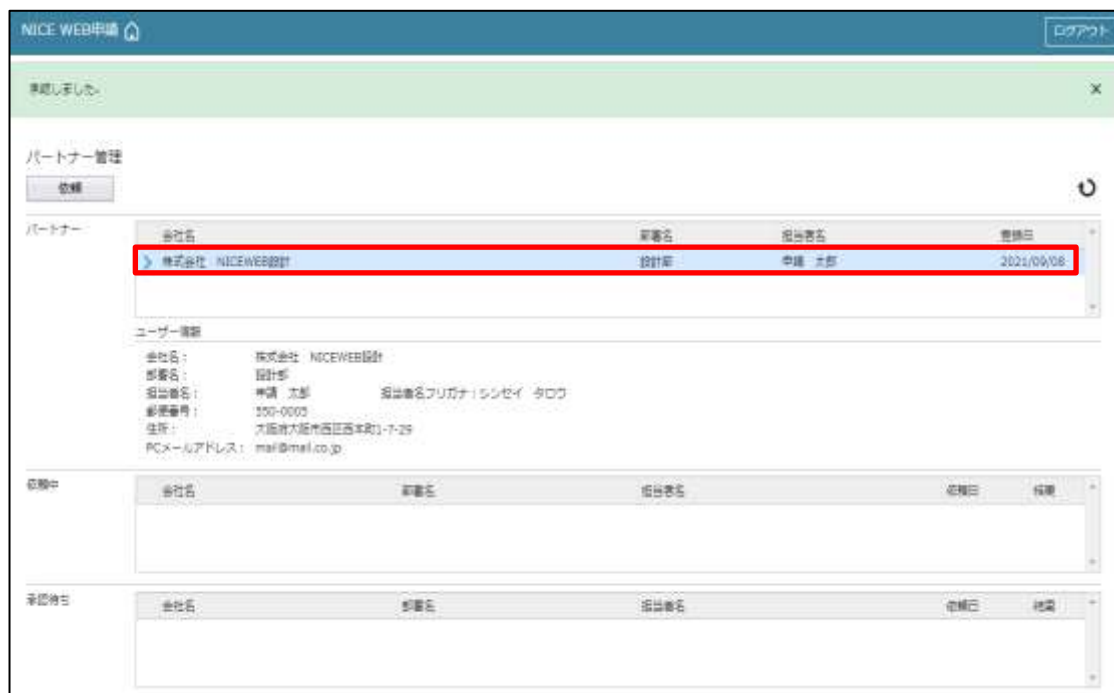 NICE WEB申請 ログアウト
承認しました。 ×
パートナー管理
依頼
パートナー
会社名 部署名 担当者名 登録日
株式会社 NICEWEB設計 設計部 申請 太郎 2021/09/08
ユーザー情報
会社名： 株式会社 NICEWEB設計
部署名： 設計部
担当者名： 申請 太郎 担当者名フリガナ：シンセイ タロウ
郵便番号： 550-0005
住所： 大阪府大阪市西区西本町1-7-29
PCメールアドレス： mail@mail.co.jp
依頼中
会社名 部署名 担当者名 依頼日 結果
承認待ち
会社名 部署名 担当者名 依頼日 結果